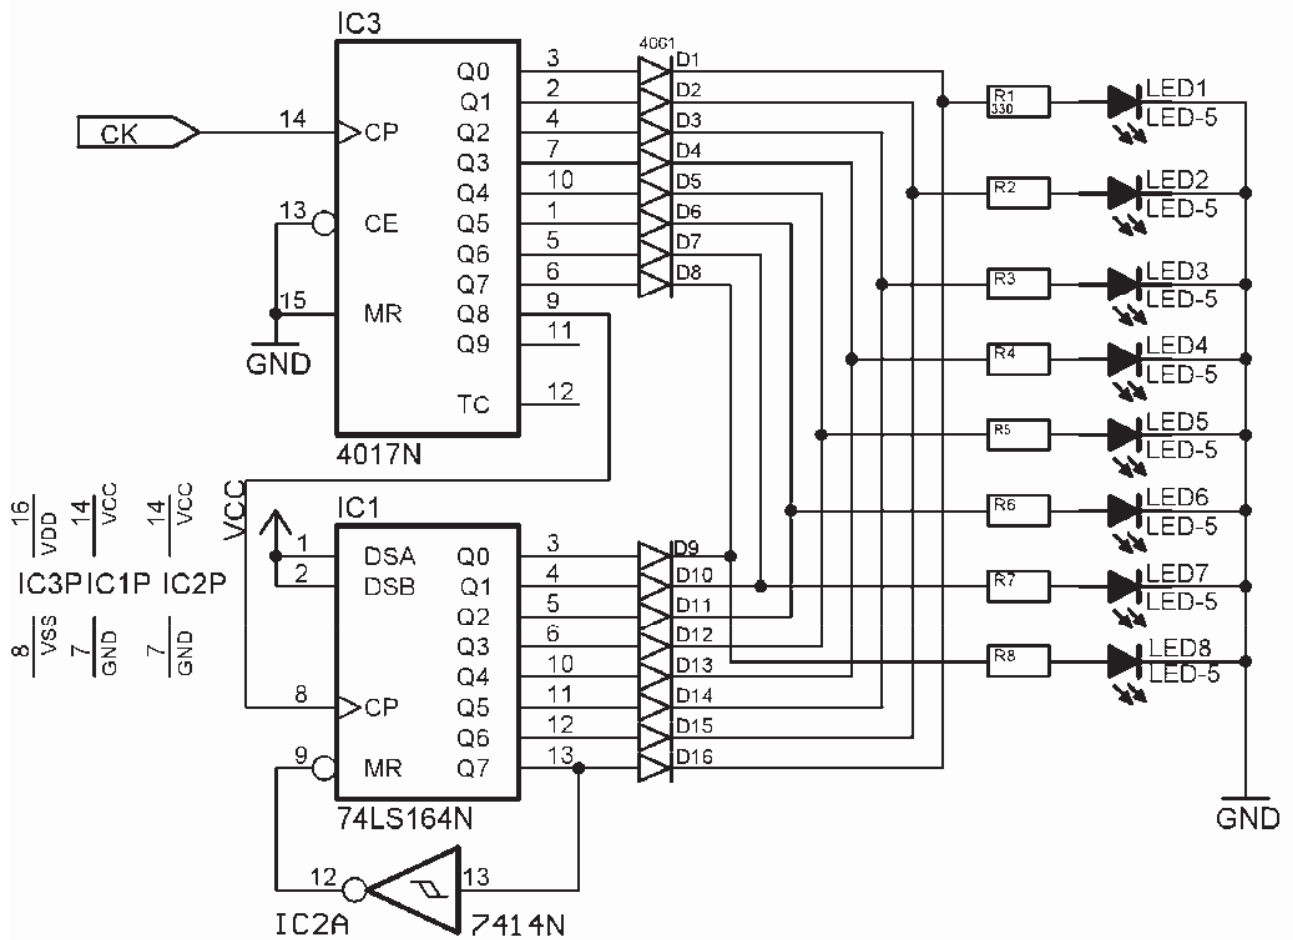 IC3
CK
14
CP
13
CE
15
MR
GND
Q0 3
Q1 2
Q2 4
Q3 7
Q4 10
Q5 1
Q6 5
Q7 6
Q8 9
Q9 11
TC 12
4017N
D1
D2
D3
D4
D5
D6
D7
D8
R1
330
LED1
LED-5
R2
LED2
LED-5
R3
LED3
LED-5
R4
LED4
LED-5
R5
LED5
LED-5
R6
LED6
LED-5
R7
LED7
LED-5
R8
LED8
LED-5
GND
16
VDD
14
VCC
14
VCC
IC3P IC1P IC2P
8
VSS
7
GND
7
GND
VCC
IC1
1
DSA
2
DSB
8
CP
9
MR
Q0 3
Q1 4
Q2 5
Q3 6
Q4 10
Q5 11
Q6 12
Q7 13
74LS164N
D9
D10
D11
D12
D13
D14
D15
D16
12
13
IC2A
7414N